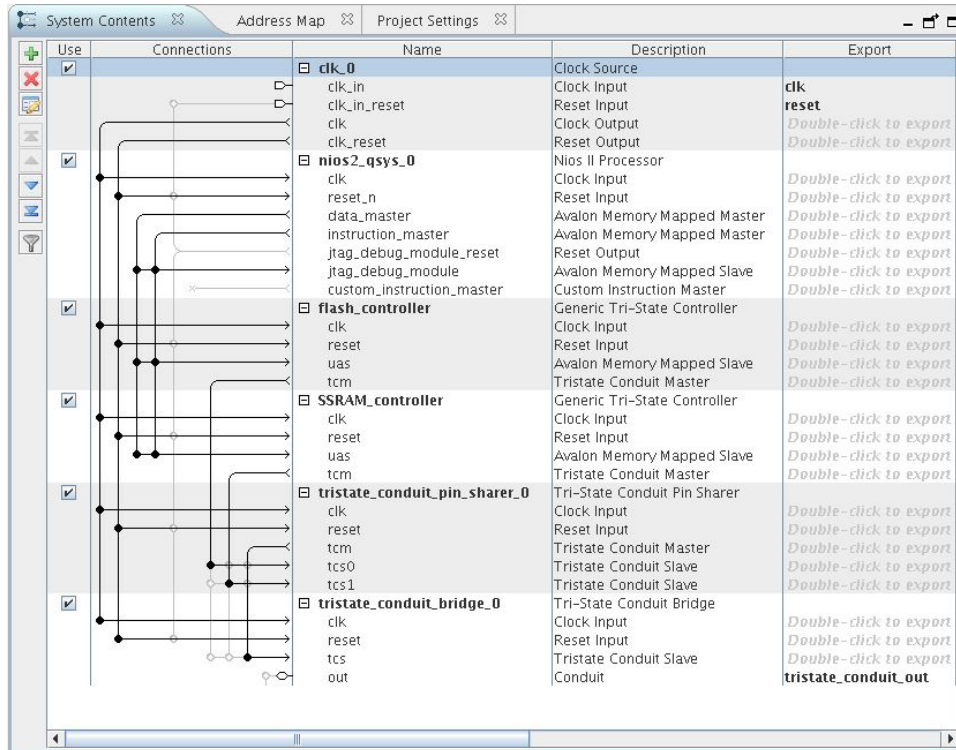 System Contents Address Map Project Settings
Use Connections Name Description Export
clk_0 Clock Source
clk_in Clock Input clk
clk_in_reset Reset Input reset
clk Clock Output Double-click to export
clk_reset Reset Output Double-click to export
nios2_qsys_0 Nios II Processor
clk Clock Input Double-click to export
reset_n Reset Input Double-click to export
data_master Avalon Memory Mapped Master Double-click to export
instruction_master Avalon Memory Mapped Master Double-click to export
jtag_debug_module_reset Reset Output Double-click to export
jtag_debug_module Avalon Memory Mapped Slave Double-click to export
custom_instruction_master Custom Instruction Master Double-click to export
flash_controller Generic Tri-State Controller
clk Clock Input Double-click to export
reset Reset Input Double-click to export
uas Avalon Memory Mapped Slave Double-click to export
tcm Tristate Conduit Master Double-click to export
SSRAM_controller Generic Tri-State Controller
clk Clock Input Double-click to export
reset Reset Input Double-click to export
uas Avalon Memory Mapped Slave Double-click to export
tcm Tristate Conduit Master Double-click to export
tristate_conduit_pin_sharer_0 Tri-State Conduit Pin Sharer
clk Clock Input Double-click to export
reset Reset Input Double-click to export
tcm Tristate Conduit Master Double-click to export
tcs0 Tristate Conduit Slave Double-click to export
tcs1 Tristate Conduit Slave Double-click to export
tristate_conduit_bridge_0 Tri-State Conduit Bridge
clk Clock Input Double-click to export
reset Reset Input Double-click to export
tcs Tristate Conduit Slave Double-click to export
out Conduit tristate_conduit_out